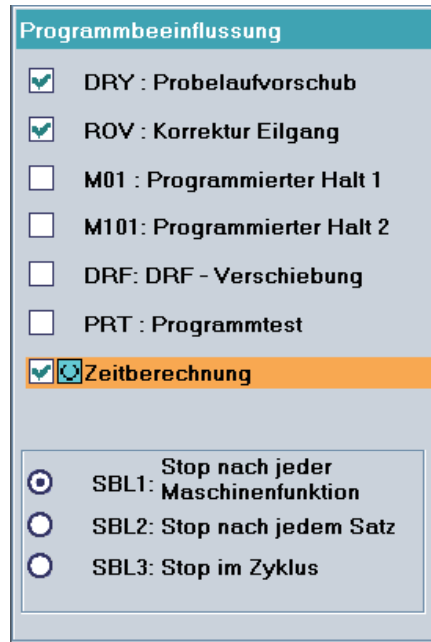 Programmbeeinflussung
DRY : Probelaufvorschub
ROV : Korrektur Eilgang
M01 : Programmierter Halt 1
M101: Programmierter Halt 2
DRF: DRF - Verschiebung
PRT : Programmtest
Zeitberechnung
SBL1: Stop nach jeder
Maschinenfunktion
SBL2: Stop nach jedem Satz
SBL3: Stop im Zyklus